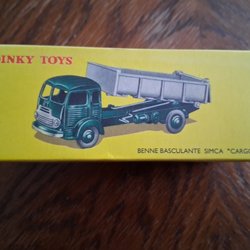 INKY TOYS
BENNE BASCULANTE SIMCA "CARG